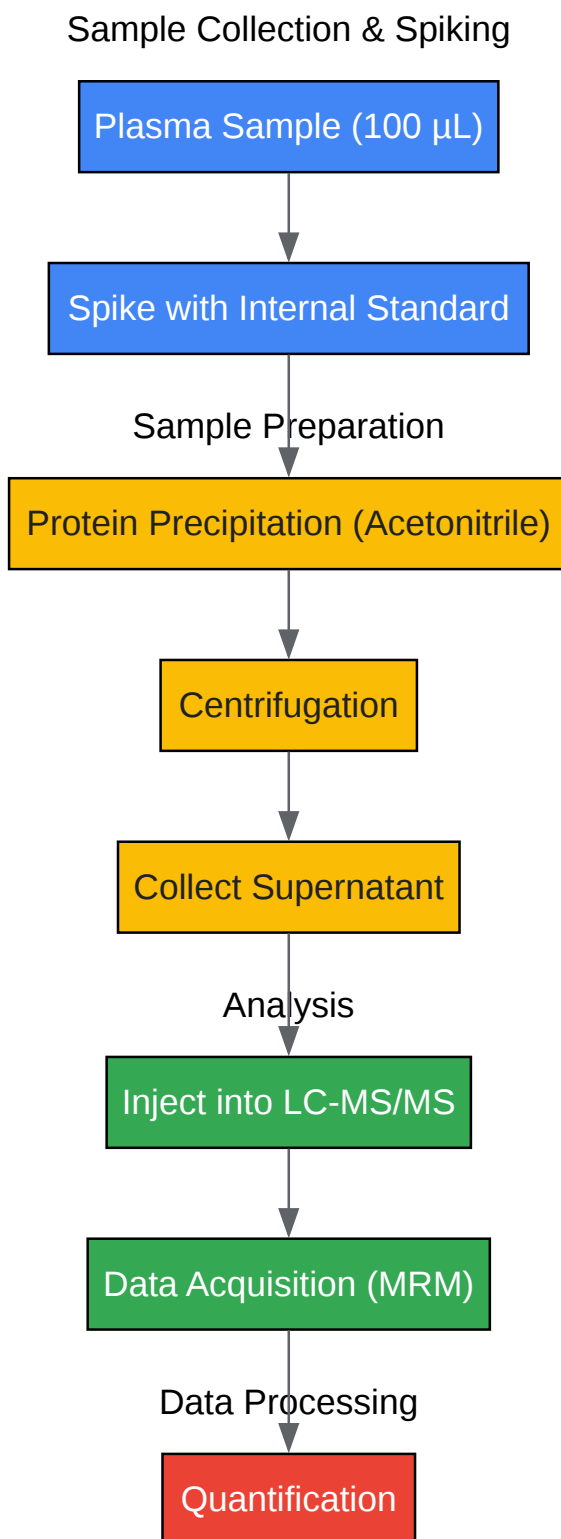 Sample Collection & Spiking
Plasma Sample (100 µL)
Spike with Internal Standard
Sample Preparation
Protein Precipitation (Acetonitrile)
Centrifugation
Collect Supernatant
Analysis
Inject into LC-MS/MS
Data Acquisition (MRM)
Data Processing
Quantification